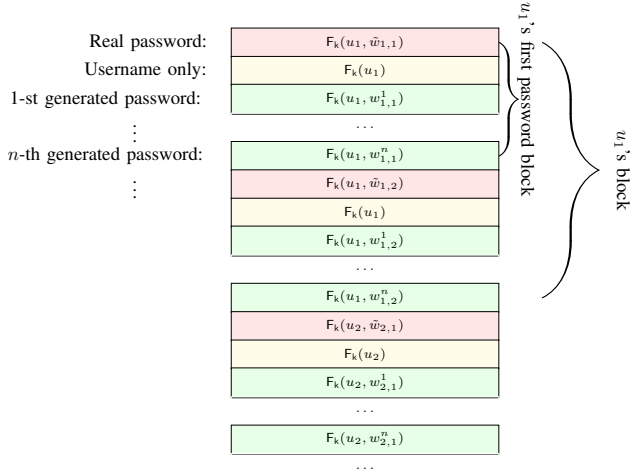 Real password: F_k(u_1, w̃_{1,1})
Username only: F_k(u_1)
1-st generated password: F_k(u_1, w^1_{1,1})
⋮ ...
n-th generated password: F_k(u_1, w^n_{1,1})
⋮ F_k(u_1, w̃_{1,2})
F_k(u_1)
F_k(u_1, w^1_{1,2})
...
F_k(u_1, w^n_{1,2})
F_k(u_2, w̃_{2,1})
F_k(u_2)
F_k(u_2, w^1_{2,1})
...
F_k(u_2, w^n_{2,1})
...
u_1's first password block
u_1's block